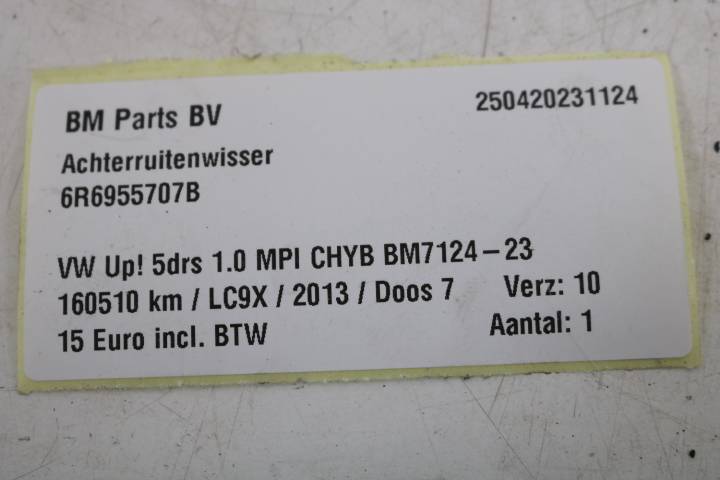 BM Parts BV 250420231124
Achterruitenwisser
6R6955707B
VW Up! 5drs 1.0 MPI CHYB BM7124-23
160510 km / LC9X / 2013 / Doos 7 Verz: 10
15 Euro incl. BTW Aantal: 1